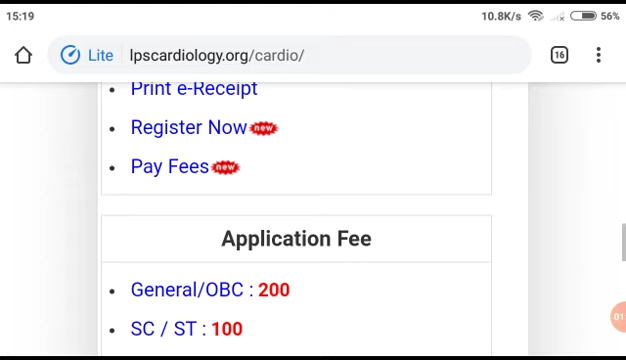 15:19 10.8K/s 56%
Lite lpscardiology.org/cardio/ 16
Print e-Receipt
Register Now new
Pay Fees new
Application Fee
General/OBC : 200
SC / ST : 100